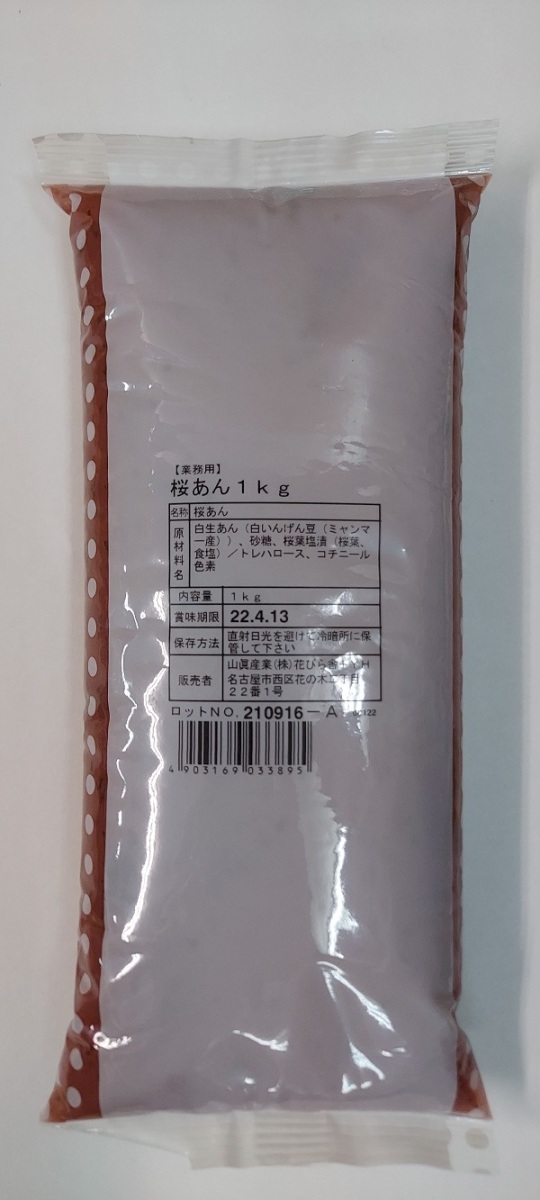 【業務用】
桜あん1kg
名称 桜あん
原材料名 白生あん(白いんげん豆(ミャンマ
ー産))、砂糖、桜葉塩漬(桜葉、
食塩)/トレハロース、コチニール
色素
内容量 1kg
賞味期限 22.4.13
保存方法 直射日光を避けて冷暗所に保
管して下さい
販売者 山眞産業(株)花びら舎
名古屋市西区花の木二丁目
22番1号
ロットNO.210916-A
4903169033895